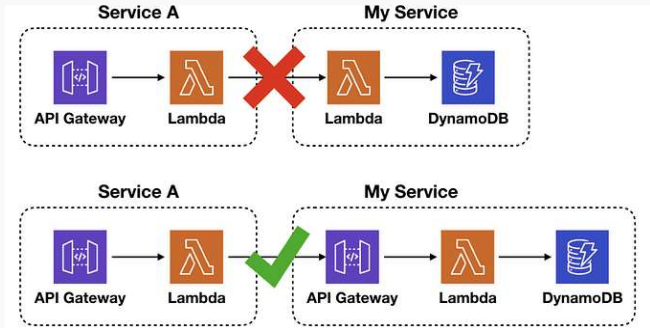 Service A My Service
API Gateway Lambda Lambda DynamoDB
Service A My Service
API Gateway Lambda API Gateway Lambda DynamoDB